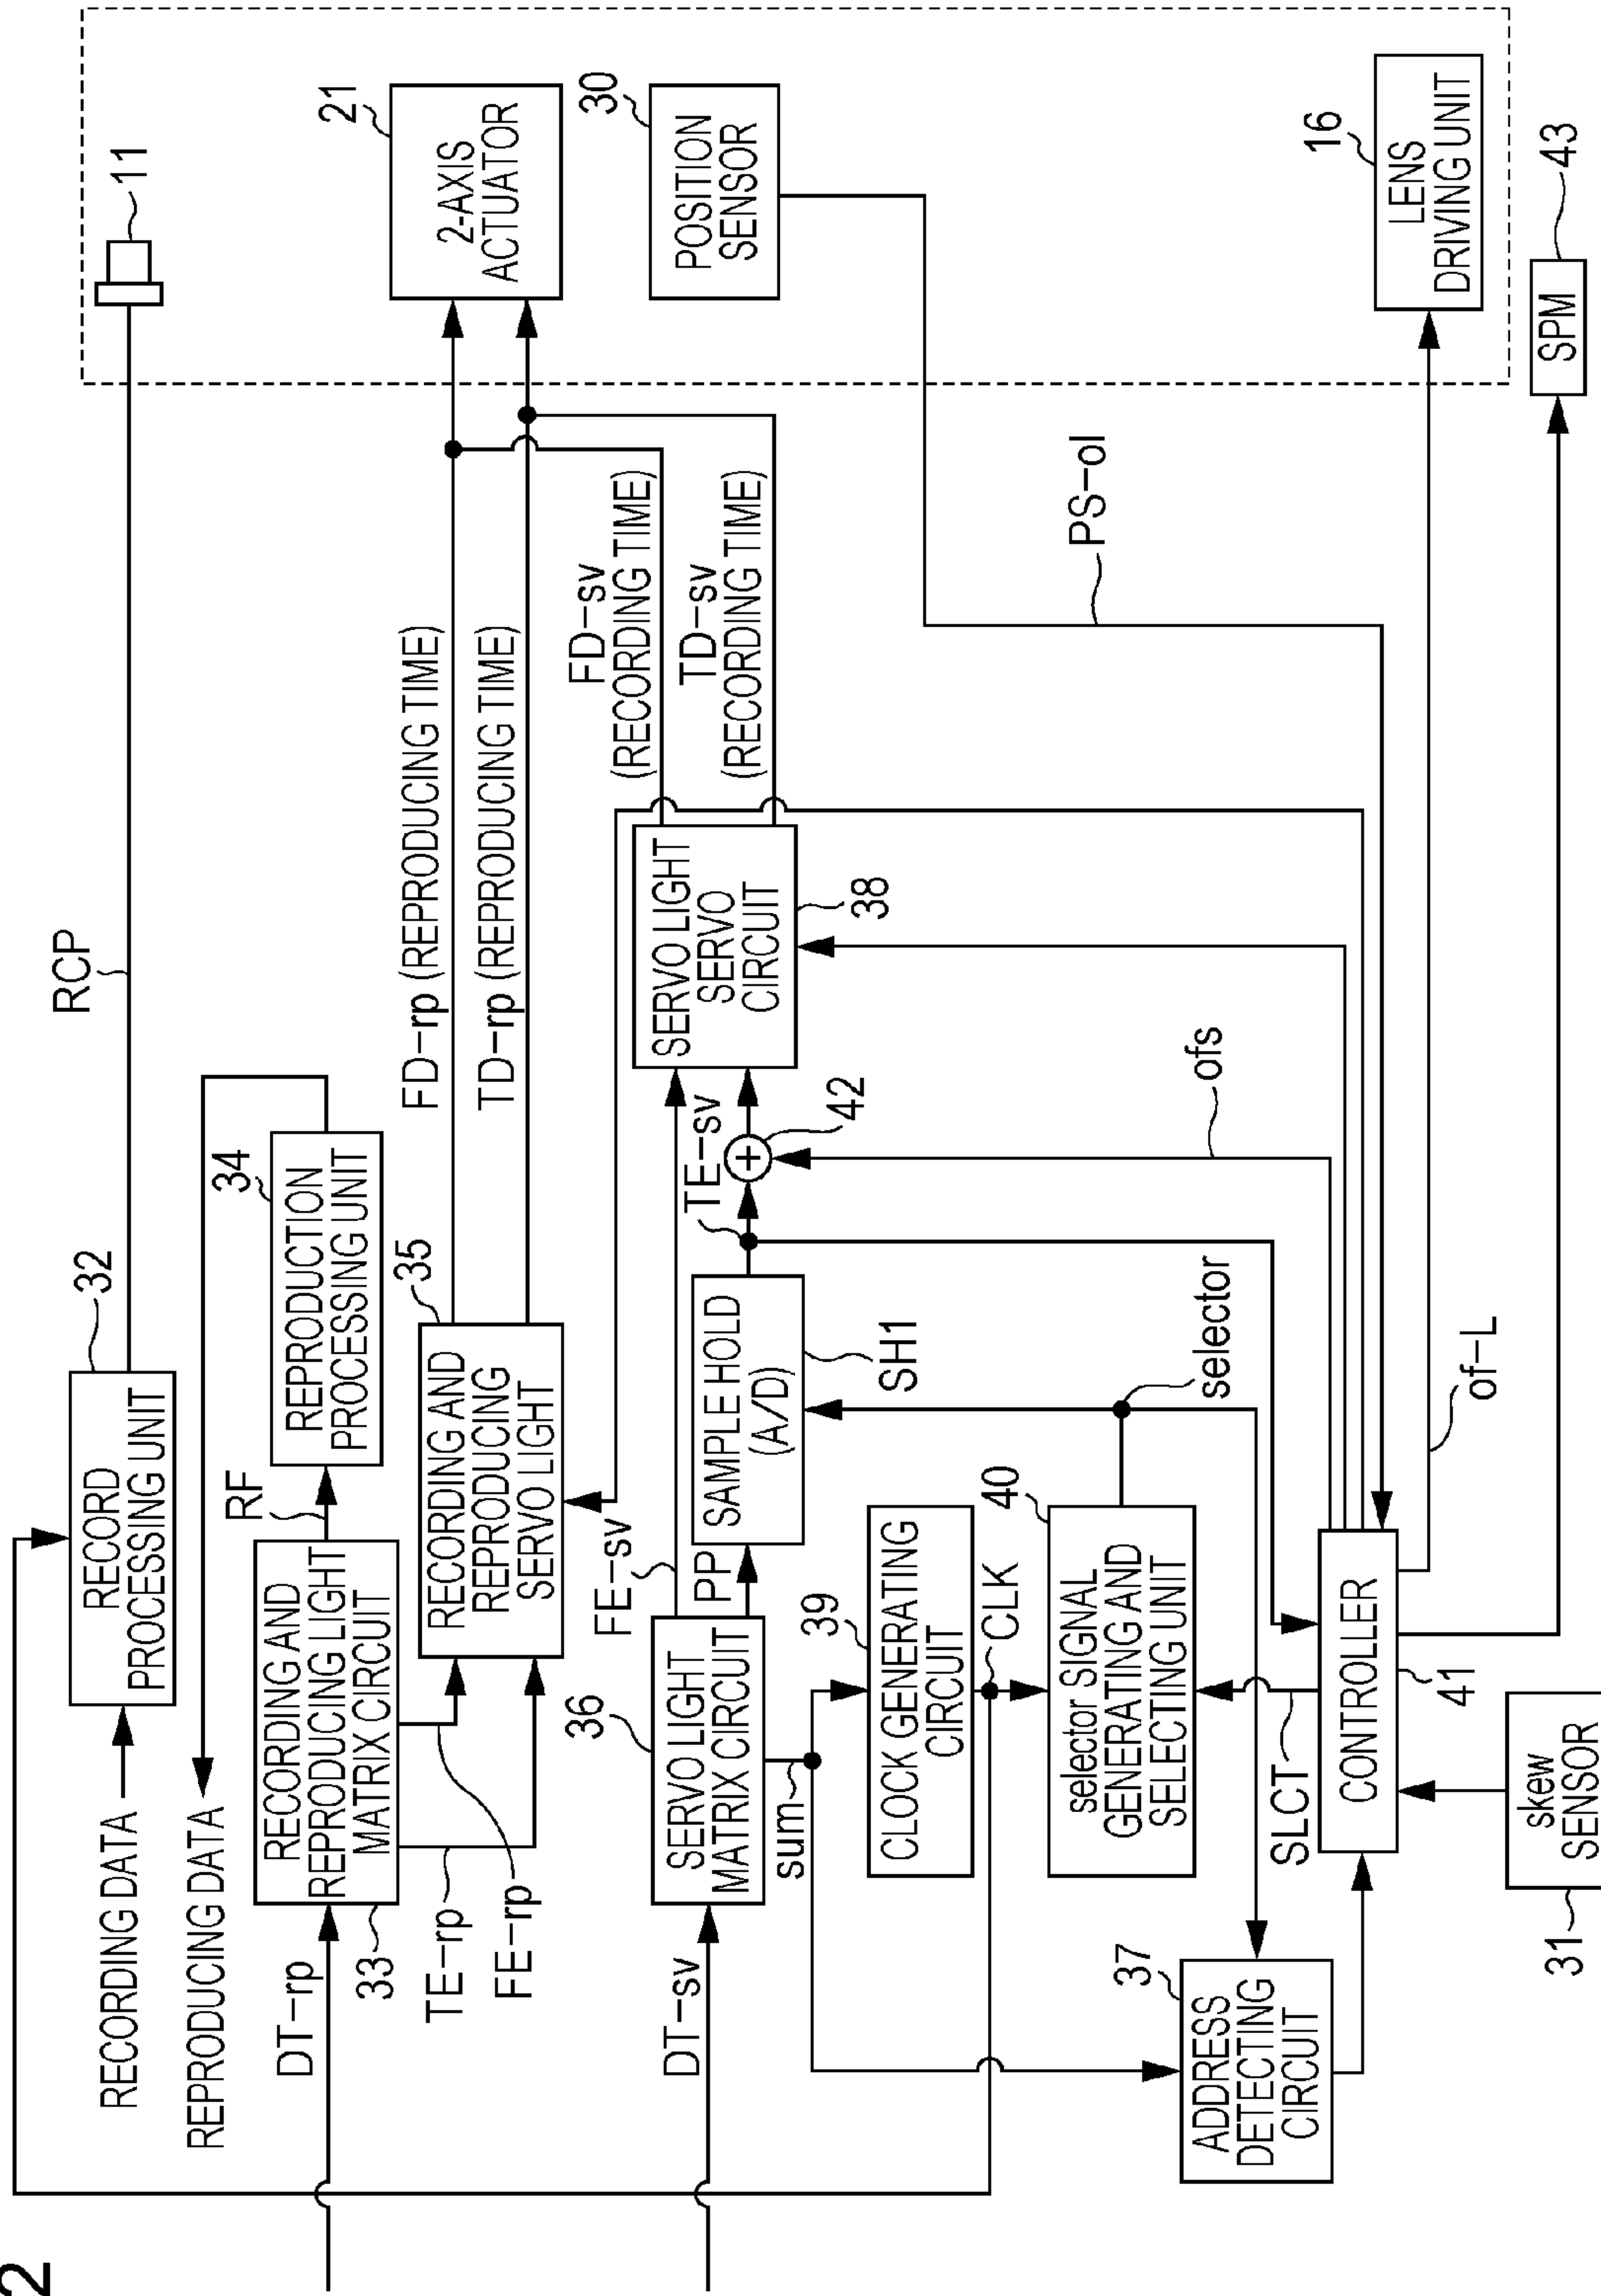 2
RCP
11
RECORDING DATA
RECORD
PROCESSING UNIT
32
REPRODUCING DATA
RF
REPRODUCTION
PROCESSING UNIT
34
DT-rp
RECORDING AND
REPRODUCING LIGHT
MATRIX CIRCUIT
33
TE-rp
FE-rp
RECORDING AND
REPRODUCING
SERVO LIGHT
35
FD-rp (REPRODUCING TIME)
TD-rp (REPRODUCING TIME)
2-AXIS
ACTUATOR
21
FD-sv
(RECORDING TIME)
TD-sv
(RECORDING TIME)
POSITION
SENSOR
30
DT-sv
SERVO LIGHT
MATRIX CIRCUIT
36
FE-sv
PP
SAMPLE HOLD
(A/D)
SH1
TE-sv
+
42
SERVO LIGHT
SERVO
CIRCUIT
38
sum
CLOCK GENERATING
CIRCUIT
39
CLK
selector SIGNAL
GENERATING AND
SELECTING UNIT
40
selector
ofs
PS-ol
ADDRESS
DETECTING
CIRCUIT
37
SLCT
CONTROLLER
41
of-L
LENS
DRIVING UNIT
16
SPM
43
skew
SENSOR
31